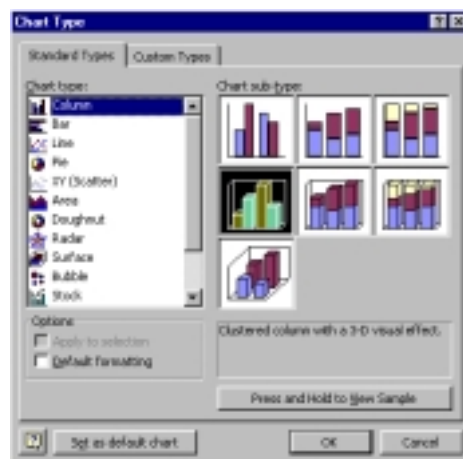 Chart Type
Standard Types
Custom Types
Chart type:
Column
Bar
Line
Pie
XY (Scatter)
Area
Doughnut
Radar
Surface
Bubble
Stock
Chart sub-type:
Options
Apply to selection
Default formatting
Clustered column with a 3-D visual effect.
Press and Hold to View Sample
Set as default chart
OK
Cancel